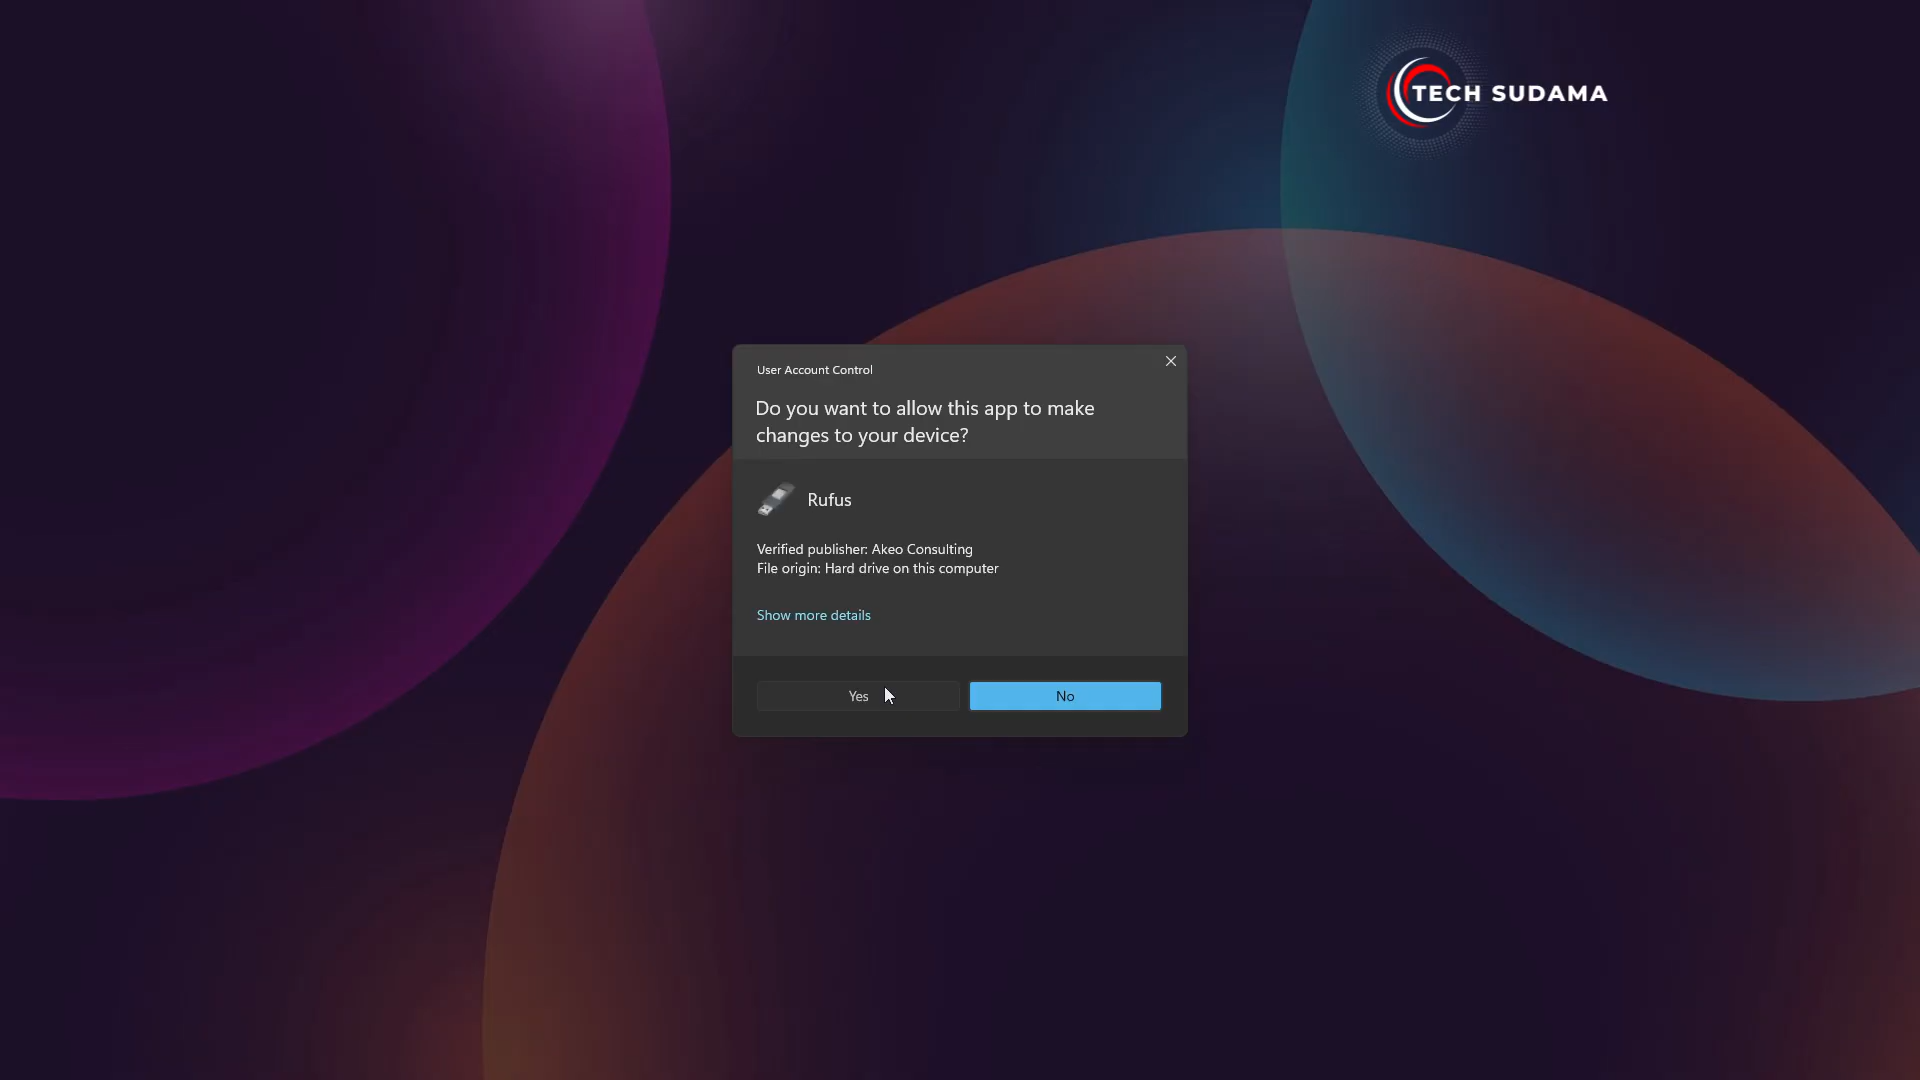 TECH SUDAMA
User Account Control
Do you want to allow this app to make
changes to your device?
Rufus
Verified publisher: Akeo Consulting
File origin: Hard drive on this computer
Show more details
Yes
No